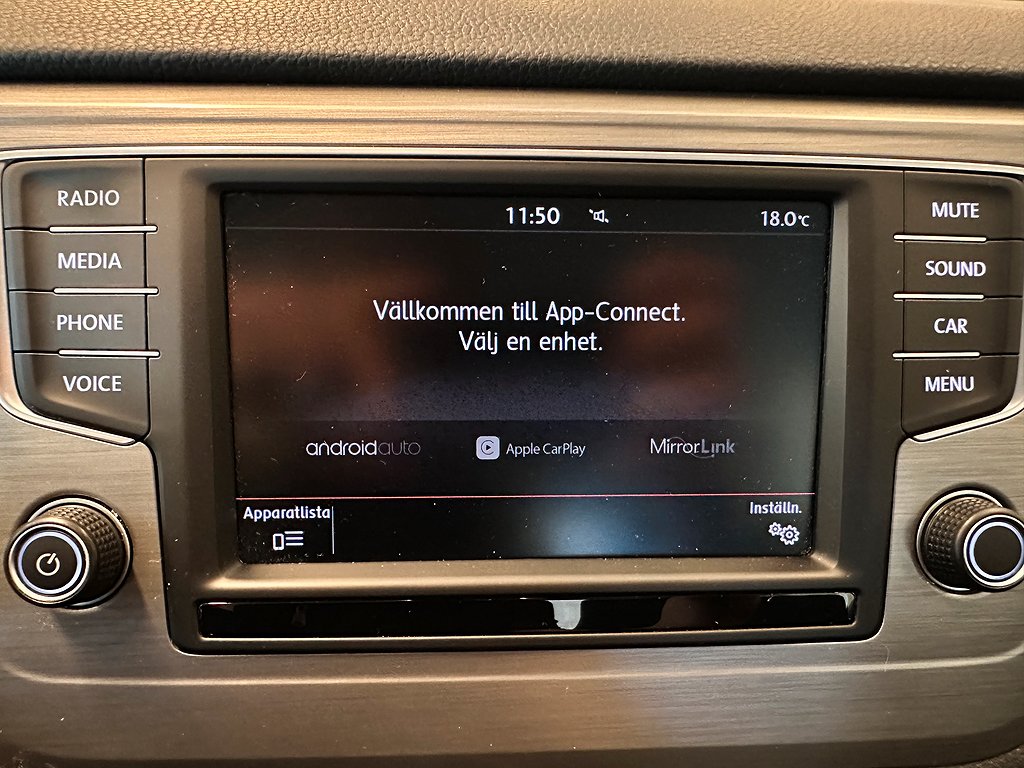 RADIO
MEDIA
PHONE
VOICE
11:50
18.0°C
Vällkommen till App-Connect.
Välj en enhet.
androidauto
Apple CarPlay
MirrorLink
Apparatlista
Inställn.
MUTE
SOUND
CAR
MENU